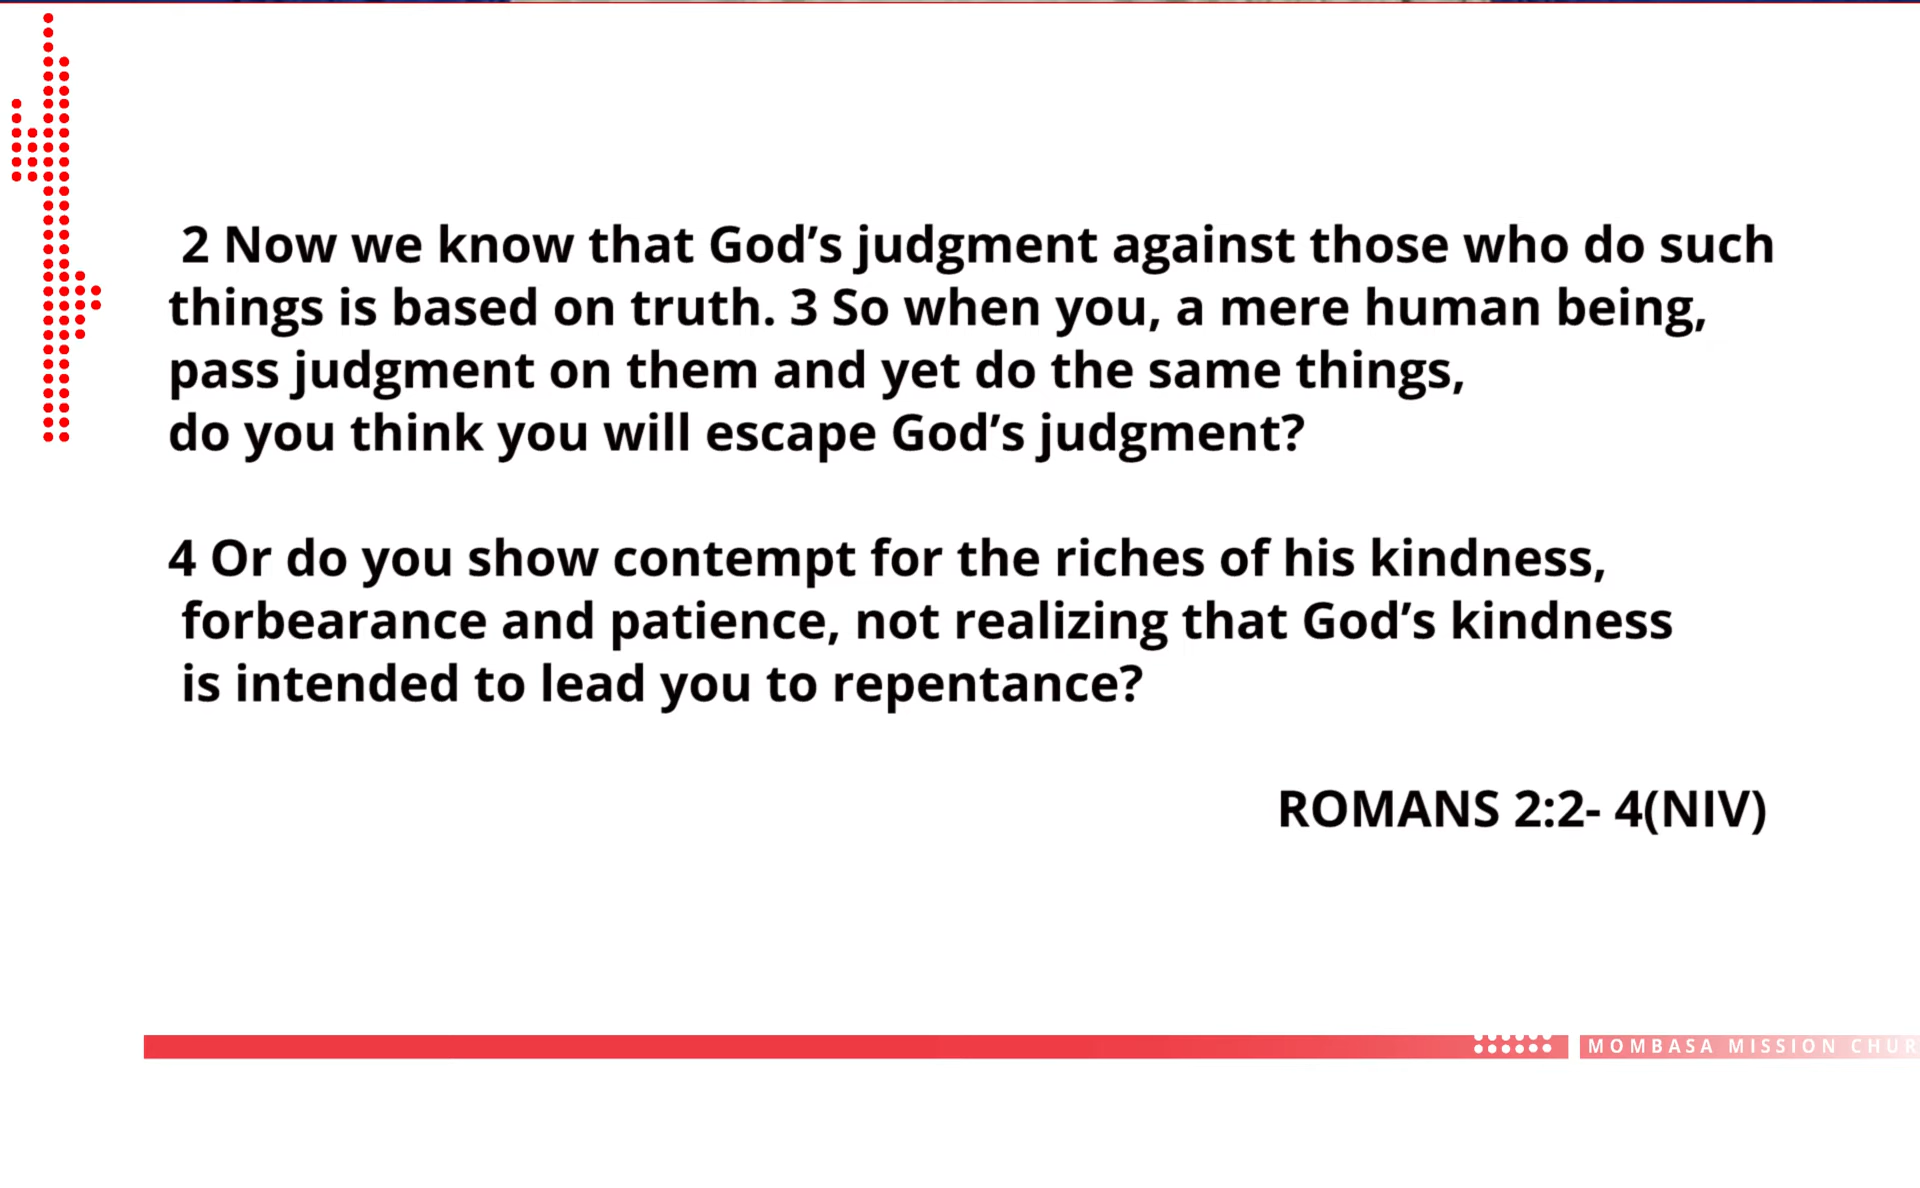 2 Now we know that God’s judgment against those who do such
things is based on truth. 3 So when you, a mere human being,
pass judgment on them and yet do the same things,
do you think you will escape God’s judgment?
4 Or do you show contempt for the riches of his kindness,
forbearance and patience, not realizing that God’s kindness
is intended to lead you to repentance?
ROMANS 2:2- 4(NIV)
MOMBASA MISSION CHUR